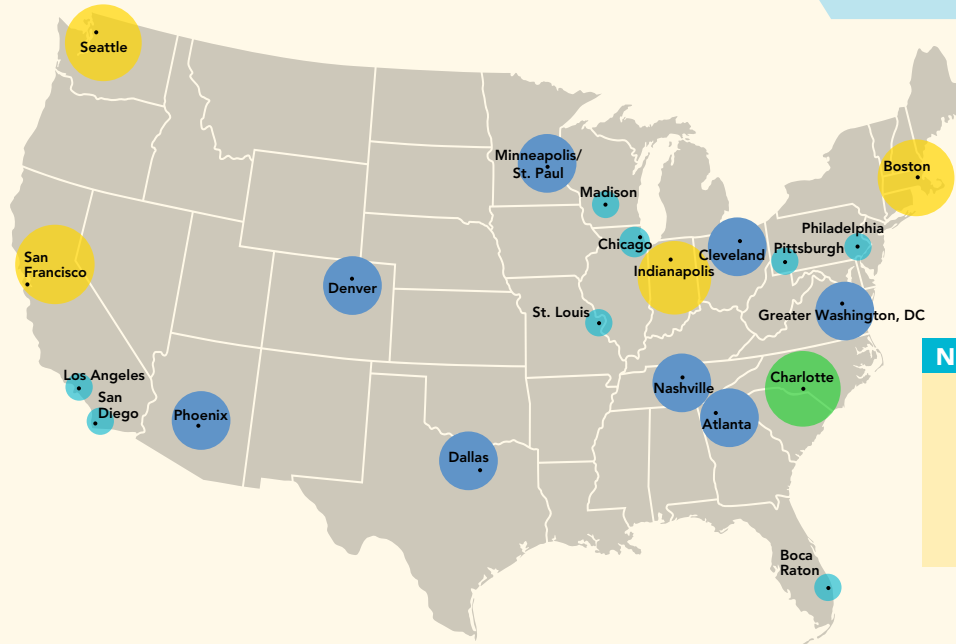 Seattle
Minneapolis/
St. Paul
Boston
Madison
Philadelphia
Chicago
Pittsburgh
San
Francisco
Cleveland
Indianapolis
Denver
St. Louis
Greater Washington, DC
N
Los Angeles
Charlotte
San
Diego
Nashville
Phoenix
Atlanta
Dallas
Boca
Raton